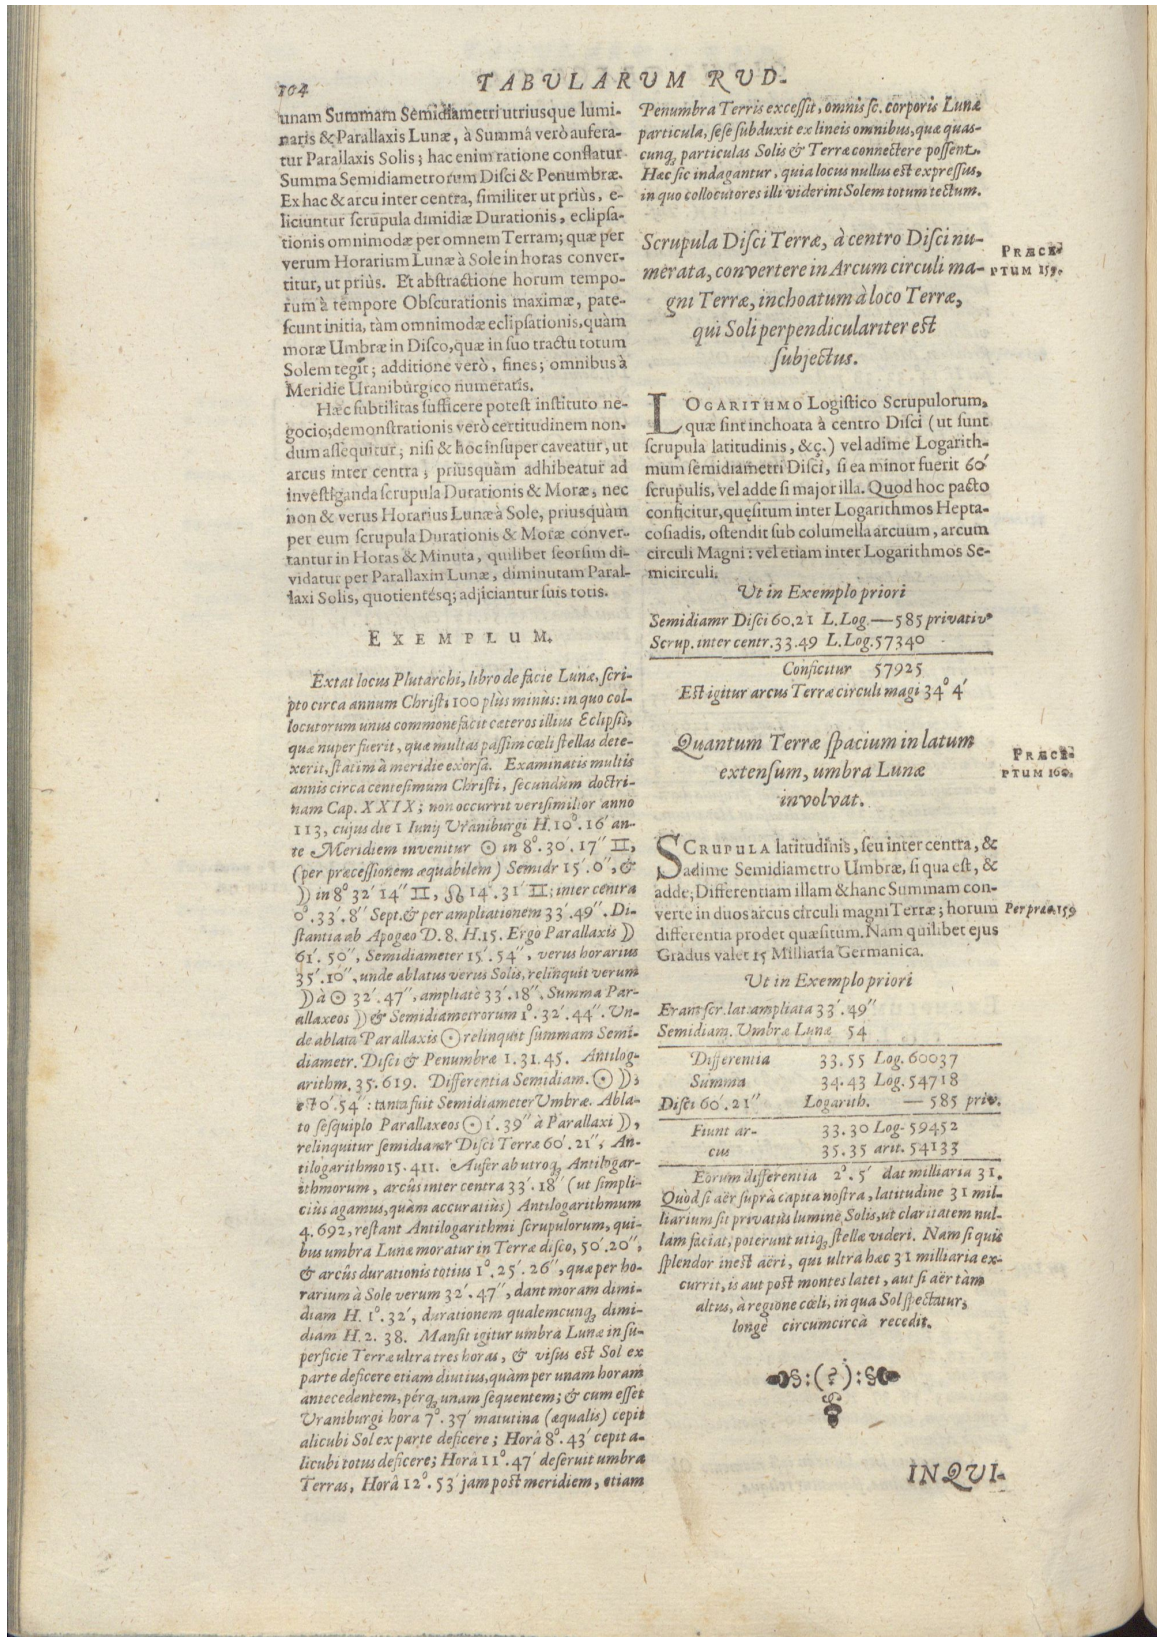 104
TABULARUM RUD-
unam Summam Semidiametri utriusque lumi-
naris & Parallaxis Lunæ, à Summâ verò aufera-
tur Parallaxis Solis; hac enim ratione conflatur
Summa Semidiametrorum Disci & Penumbræ.
Ex hac & arcu inter centra, similiter ut priùs, e-
liciuntur scrupula dimidiæ Durationis, eclipsa-
tionis omnimodæ per omnem Terram; quæ per
verum Horarium Lunæ à Sole in horas conver-
titur, ut priùs. Et abstractione horum tempo-
rum à tempore Obscurationis maximæ, pate-
scunt initia, tàm omnimodæ eclipsationis, quàm
moræ Umbræ in Disco, quæ in suo tractu totum
Solem tegit; additione verò, fines; omnibus à
Meridie Uraniburgico numeratis.
Hæc subtilitas sufficere potest instituto ne-
gocio; demonstrationis verò certitudinem non-
dum assequitur; nisi & hoc insuper caveatur, ut
arcus inter centra, priusquàm adhibeatur ad
investiganda scrupula Durationis & Moræ, nec
non & verus Horarius Lunæ à Sole, priusquàm
per eum scrupula Durationis & Moræ conver-
tantur in Horas & Minuta, quilibet seorsim di-
vidatur per Parallaxin Lunæ, diminutam Paral-
laxi Solis, quotientésq; adjiciantur suis totis.
EXEMPLUM.
Extat locus Plutarchi, libro de facie Lunæ, scri-
pto circa annum Christi 100 plùs minùs: in quo col-
locutorum unus commonefacit cæteros illius Eclipsis,
quæ nuper fuerit, quæ multas passim cœli stellas dete-
xerit, statim à meridie exorsa. Examinatis multis
annis circa centesimum Christi, secundùm doctri-
nam Cap. XXIX; non occurrit verisimilior anno
113, cujus die 1 Iunij Vraniburgi H. 10°. 16′ an-
te Meridiem invenitur ☉ in 8°. 30′. 17″ II,
(per præcessionem æquabilem) Semidr 15′. 0″, &
☽ in 8° 32′ 14″ II, ☊ 14°. 31′ II; inter centra
0°. 33′. 8″ Sept. & per ampliationem 33′. 49″. Di-
stantia ab Apogæo D. 8. H. 15. Ergo Parallaxis ☽
61′. 50″, Semidiameter 15′. 54″, verus horarius
35′. 10″, unde ablatus verus Solis, relinquit verum
☽ à ☉ 32′. 47″, ampliatè 33′. 18″. Summa Par-
allaxeos ☽ & Semidiametrorum 1°. 32′. 44″. Un-
de ablata Parallaxis ☉ relinquit summam Semi-
diametr. Disci & Penumbræ 1. 31. 45. Antilog-
arithm. 35. 619. Differentia Semidiam. ☉ ☽,
est 0′. 54″: tanta fuit Semidiameter Umbræ. Abla-
to sesquiplo Parallaxeos ☉ 1′. 39″ à Parallaxi ☽,
relinquitur semidiamer Disci Terræ 60′. 21″, An-
tilogarithmo 15. 411. Aufer ab utroq; Antilogar-
ithmorum, arcûs inter centra 33′. 18″ (ut simpli-
ciùs agamus, quàm accuratiùs) Antilogarithmum
4. 692, restant Antilogarithmi scrupulorum, qui-
bus umbra Lunæ moratur in Terræ disco, 50′. 20″,
& arcûs durationis totius 1°. 25′. 26″, quæ per ho-
rarium à Sole verum 32′. 47″, dant moram dimi-
diam H. 1°. 32′, durationem qualemcunq; dimi-
diam H. 2. 38. Mansit igitur umbra Lunæ in su-
perficie Terræ ultra tres horas, & visus est Sol ex
parte deficere etiam diutius, quàm per unam horam
antecedentem, pérq; unam sequentem; & cum esset
Vraniburgi hora 7°. 37′ matutina (æqualis) cepit
alicubi Sol ex parte deficere; Horâ 8°. 43′ cepit a-
licubi totus deficere; Horâ 11°. 47′ deseruit umbra
Terras, Horâ 12°. 53′ jam post meridiem, etiam
Penumbra Terris excessit, omnis sc. corporis Lunæ
particula, sese subduxit ex lineis omnibus, quæ quas-
cunq; particulas Solis & Terræ connectere possent.
Hæc sic indagantur, quia locus nullus est expressus,
in quo collocutores illi viderint Solem totum tectum.
Scrupula Disci Terræ, à centro Disci nu-
merata, convertere in Arcum circuli ma-
gni Terræ, inchoatum à loco Terræ,
qui Soli perpendiculariter est
subjectus.
PRÆCE-
PTUM 159.
LOGARITHMO Logistico Scrupulorum,
quæ sint inchoata à centro Disci (ut sunt
scrupula latitudinis, &ç.) vel adime Logarith-
mum semidiametri Disci, si ea minor fuerit 60′
scrupulis, vel adde si major illa. Quod hoc pacto
conficitur, quęsitum inter Logarithmos Hepta-
cosiadis, ostendit sub columella arcuum, arcum
circuli Magni: vel etiam inter Logarithmos Se-
micirculi.
Ut in Exemplo priori
Semidiamr Disci 60.21 L. Log. — 585 privativ°
Scrup. inter centr. 33.49 L. Log. 57340
Conficitur 57925
Est igitur arcus Terræ circuli magi 34° 4′
Quantum Terræ spacium in latum
extensum, umbra Lunæ
involvat.
PRÆCE-
PTUM 160.
SCRUPULA latitudinis, seu inter centra, &
adime Semidiametro Umbræ, si qua est, &
adde; Differentiam illam & hanc Summam con-
verte in duos arcus circuli magni Terræ; horum
differentia prodet quæsitum. Nam quilibet ejus
Gradus valet 15 Milliaria Germanica.
Per præc. 159
Ut in Exemplo priori
Erant scr. lat. ampliata 33′. 49″
Semidiam. Umbræ Lunæ 54
Differentia 33. 55 Log. 60037
Summa 34. 43 Log. 54718
Disci 60′. 21″ Logarith. — 585 priv.
Fiunt ar- 33. 30 Log- 59452
cus 35. 35 arit. 54133
Eorum differentia 2°. 5′ dat milliaria 31.
Quòd si aër suprà capita nostra, latitudine 31 mil-
liarium sit privatus lumine Solis, ut claritatem nul-
lam faciat, poterunt utiq; stellæ videri. Nam si quis
splendor inest aëri, qui ultra hæc 31 milliaria ex-
currit, is aut post montes latet, aut si aër tàm
altus, à regione cœli, in qua Sol spectatur,
longè circumcircà recedit.
INQUI-